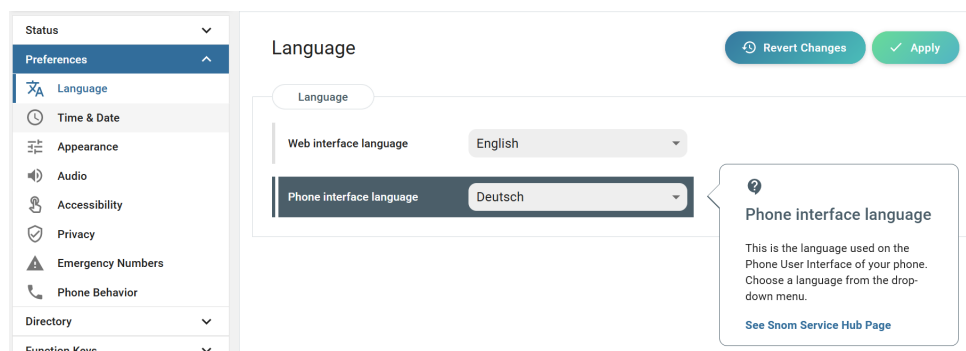 Status
Preferences
Language
Time & Date
Appearance
Audio
Accessibility
Privacy
Emergency Numbers
Phone Behavior
Directory
Function Keys
Language
Revert Changes
Apply
Language
Web interface language
English
Phone interface language
Deutsch
Phone interface language
This is the language used on the
Phone User Interface of your phone.
Choose a language from the drop-
down menu.
See Snom Service Hub Page